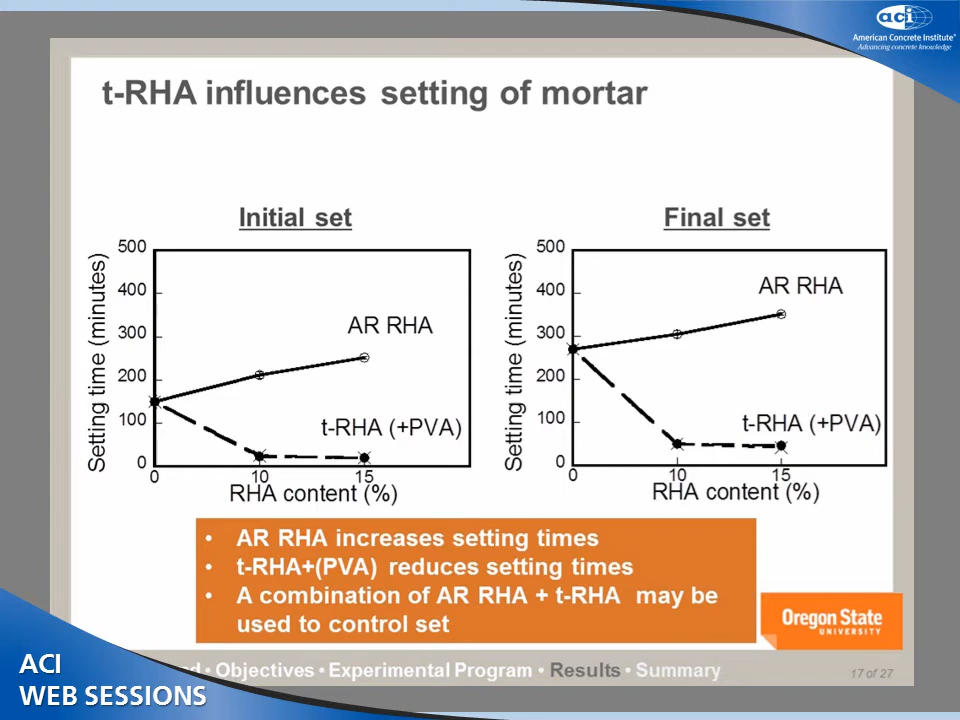 aci
American Concrete Institute®
Advancing concrete knowledge
t-RHA influences setting of mortar
Initial set
500
400
300
200
100
0
Setting time (minutes)
AR RHA
t-RHA (+PVA)
0 10 15
RHA content (%)
Final set
500
400
300
200
100
0
Setting time (minutes)
AR RHA
t-RHA (+PVA)
0 10 15
RHA content (%)
• AR RHA increases setting times
• t-RHA+(PVA) reduces setting times
• A combination of AR RHA + t-RHA may be
used to control set
Oregon State
UNIVERSITY
• Objectives • Experimental Program • Results • Summary
17 of 27
ACI
WEB SESSIONS